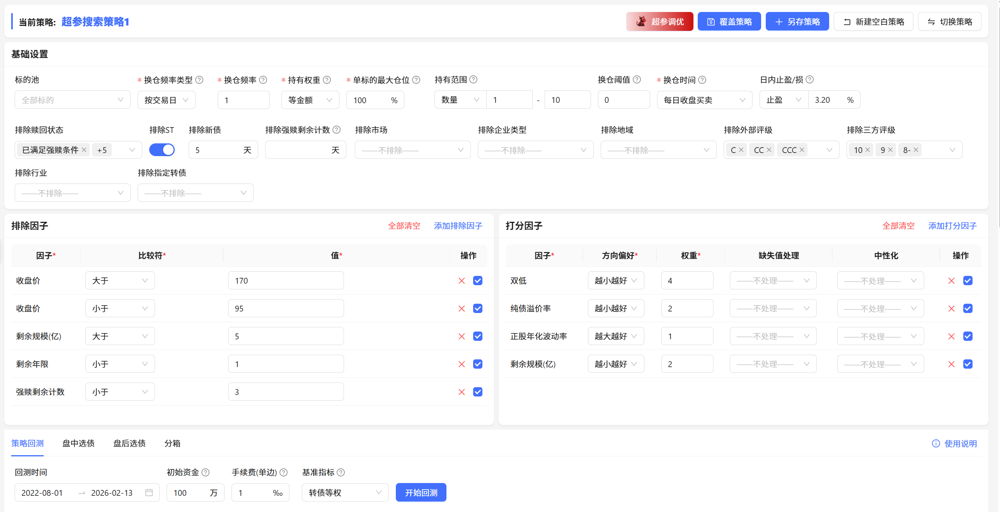 当前策略: 超参搜索策略1 超参调优 覆盖策略 另存策略 新建空白策略 切换策略
基础设置
标的池 * 换仓频率类型 * 换仓频率 * 持有权重 * 单标的最大仓位 持有范围 换仓阈值 * 换仓时间 日内止盈/损
全部标的 按交易日 1 等金额 100 % 数量 1 - 10 0 每日收盘买卖 止盈 3.20 %
排除赎回状态 排除ST 排除新债 排除强赎剩余计数 排除市场 排除企业类型 排除地域 排除外部评级 排除三方评级
已满足强赎条件 +5 5 天 天 ——不排除—— ——不排除—— ——不排除—— C CC CCC 10 9 8-
排除行业 排除指定转债
——不排除—— ——不排除——
排除因子 全部清空 添加排除因子
因子* 比较符* 值* 操作
收盘价 大于 170
收盘价 小于 95
剩余规模(亿) 大于 5
剩余年限 小于 1
强赎剩余计数 小于 3
打分因子 全部清空 添加打分因子
因子* 方向偏好* 权重* 缺失值处理 中性化 操作
双低 越小越好 4 ——不处理—— ——不处理——
纯债溢价率 越小越好 2 ——不处理—— ——不处理——
正股年化波动率 越大越好 1 ——不处理—— ——不处理——
剩余规模(亿) 越小越好 2 ——不处理—— ——不处理——
策略回测 盘中选债 盘后选债 分箱 使用说明
回测时间 初始资金 手续费(单边) 基准指标
2022-08-01 → 2026-02-13 100 万 1 ‰ 转债等权 开始回测